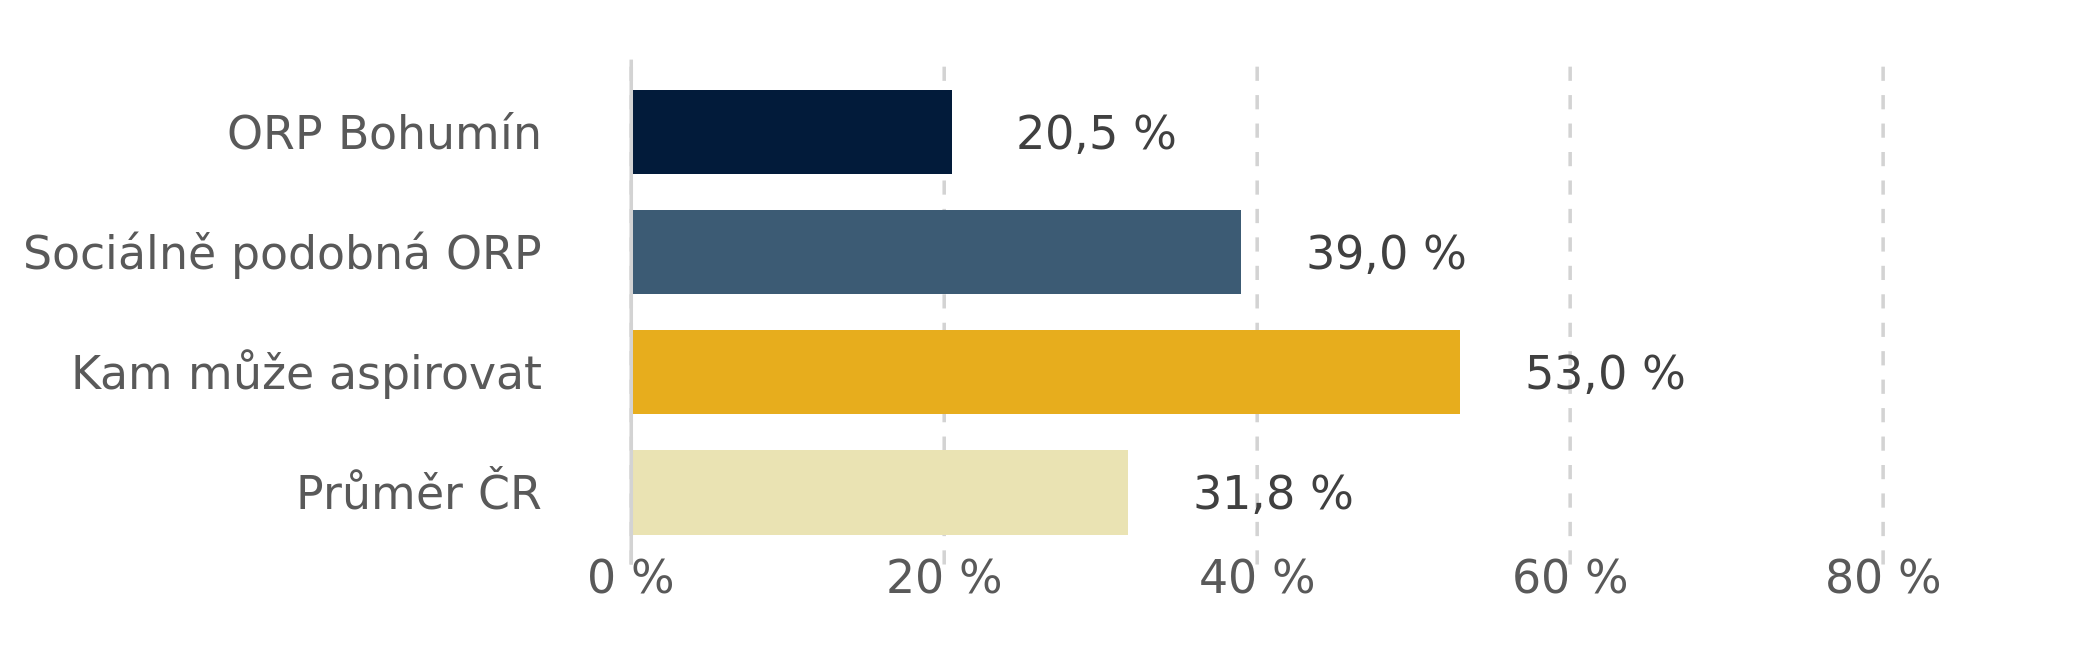 ORP Bohumín
20,5 %
Sociálně podobná ORP
39,0 %
Kam může aspirovat
53,0 %
Průměr ČR
31,8 %
0 %
20 %
40 %
60 %
80 %